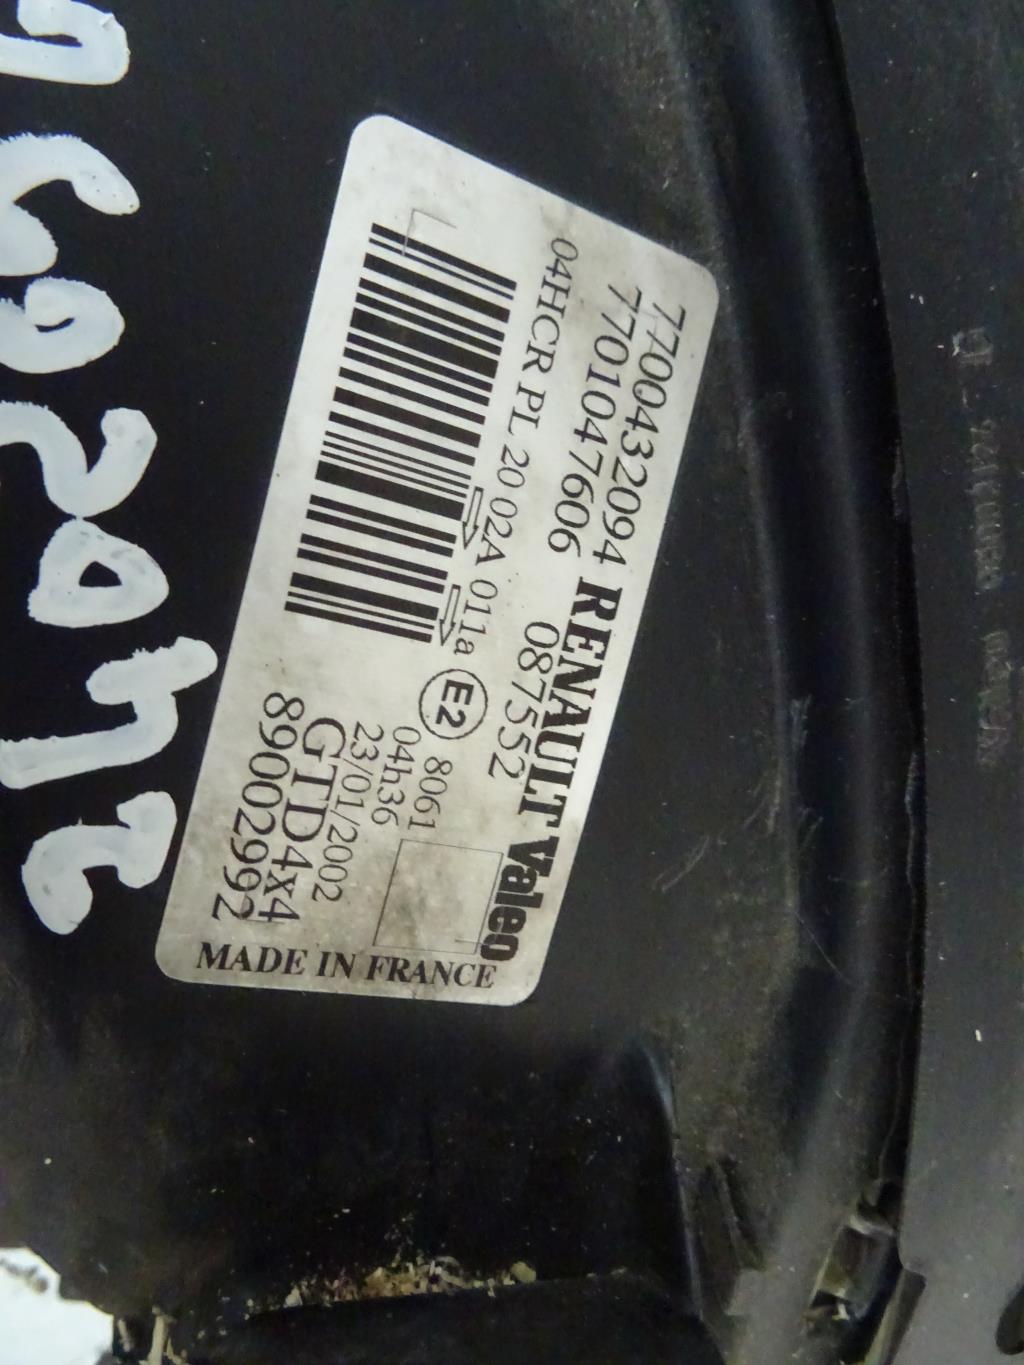 7700432094 RENAULT Valeo
7701047606 087552
04HCR PL 20 02A 011a E2 8061
04h36
23/01/2002
GTD4X4
89002992
MADE IN FRANCE